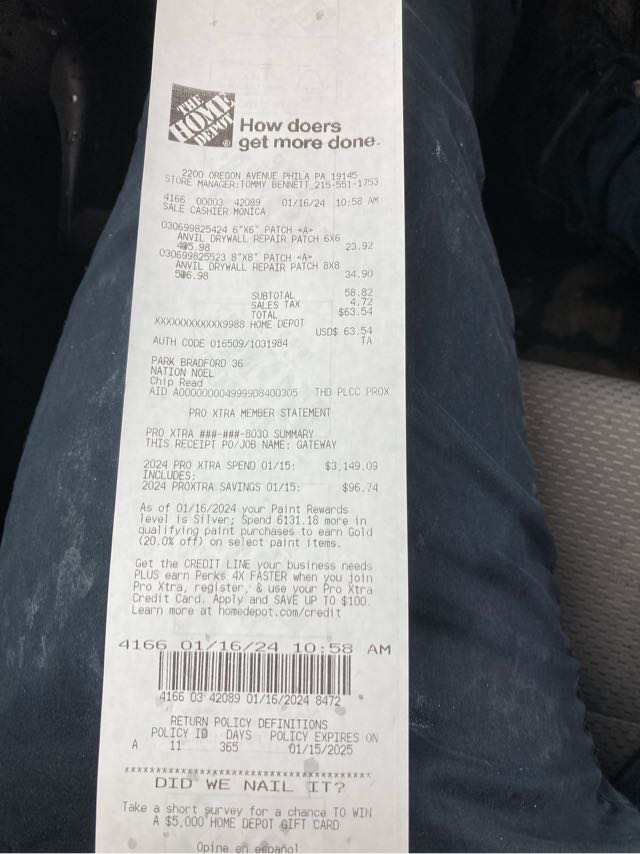 THE
HOME
DEPOT
How doers
get more done.
2200 OREGON AVENUE PHILA PA 19145
STORE MANAGER:TOMMY BENNETT 215-551-1753
4166 00003 42089 01/16/24 10:58 AM
SALE CASHIER MONICA
030699825424 6"X6" PATCH <A>
ANVIL DRYWALL REPAIR PATCH 6X6
4@5.98 23.92
030699825523 8"X8" PATCH <A>
ANVIL DRYWALL REPAIR PATCH 8X8
5@6.98 34.90
SUBTOTAL 58.82
SALES TAX 4.72
TOTAL $63.54
XXXXXXXXXXXX9988 HOME DEPOT
USD$ 63.54
AUTH CODE 016509/1031984 TA
PARK BRADFORD 36
NATION NOEL
Chip Read
AID A0000000049999D8400305 THD PLCC PROX
PRO XTRA MEMBER STATEMENT
PRO XTRA ###-###-8030 SUMMARY
THIS RECEIPT PO/JOB NAME: GATEWAY
2024 PRO XTRA SPEND 01/15: $3,149.09
INCLUDES:
2024 PROXTRA SAVINGS 01/15: $96.74
As of 01/16/2024 your Paint Rewards
level is Silver; Spend 6131.18 more in
qualifying paint purchases to earn Gold
(20.0% off) on select paint items.
Get the CREDIT LINE your business needs
PLUS earn Perks 4X FASTER when you join
Pro Xtra, register, & use your Pro Xtra
Credit Card. Apply and SAVE UP TO $100.
Learn more at homedepot.com/credit
4166 01/16/24 10:58 AM
4166 03 42089 01/16/2024 8472
RETURN POLICY DEFINITIONS
POLICY ID DAYS POLICY EXPIRES ON
A 11 365 01/15/2025
DID WE NAIL IT?
Take a short survey for a chance TO WIN
A $5,000 HOME DEPOT GIFT CARD
Opine en español